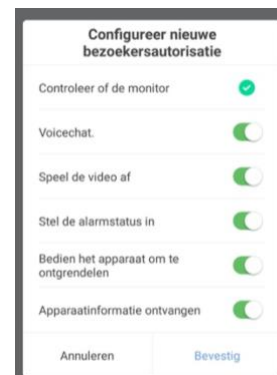 Configureer nieuwe
bezoekersautorisatie
Controleer of de monitor
Voicechat.
Speel de video af
Stel de alarmstatus in
Bedien het apparaat om te
ontgrendelen
Apparaatinformatie ontvangen
Annuleren
Bevestig